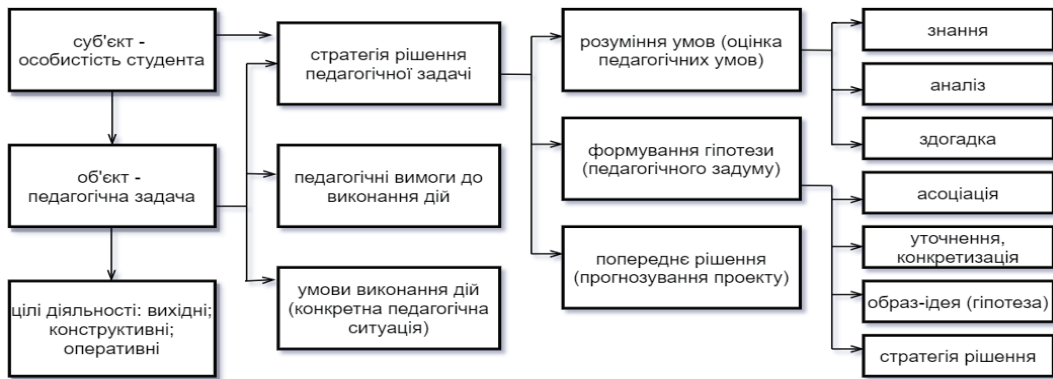 суб'єкт -
особистість студента
об'єкт -
педагогічна задача
цілі діяльності: вихідні;
конструктивні;
оперативні
стратегія рішення
педагогічної задачі
педагогічні вимоги до
виконання дій
умови виконання дій
(конкретна педагогічна
ситуація)
розуміння умов (оцінка
педагогічних умов)
формування гіпотези
(педагогічного задуму)
попереднє рішення
(прогнозування проекту)
знання
аналіз
здогадка
асоціація
уточнення,
конкретизація
образ-ідея (гіпотеза)
стратегія рішення